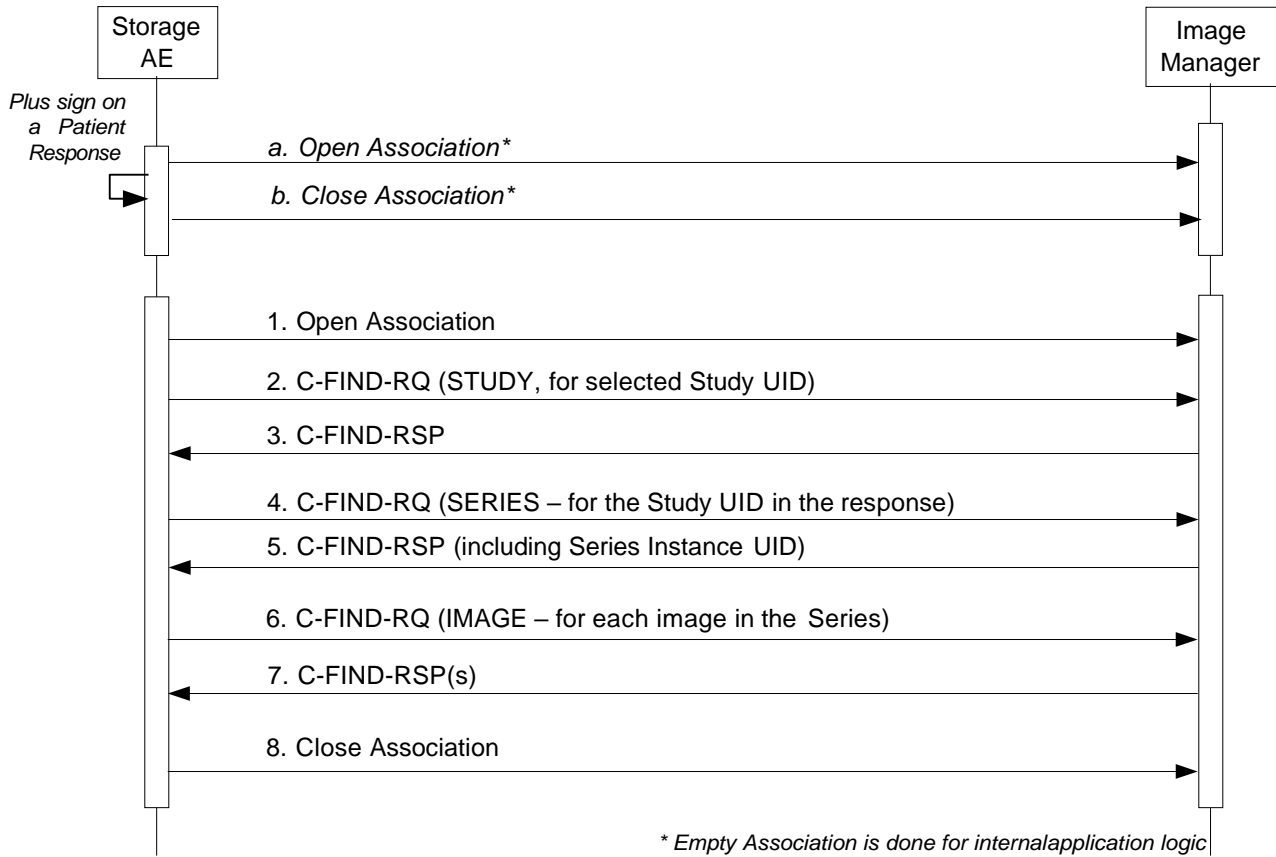 Storage
AE
Image
Manager
Plus sign on
a Patient
Response
a. Open Association*
b. Close Association*
1. Open Association
2. C-FIND-RQ (STUDY, for selected Study UID)
3. C-FIND-RSP
4. C-FIND-RQ (SERIES – for the Study UID in the response)
5. C-FIND-RSP (including Series Instance UID)
6. C-FIND-RQ (IMAGE – for each image in the Series)
7. C-FIND-RSP(s)
8. Close Association
* Empty Association is done for internalapplication logic